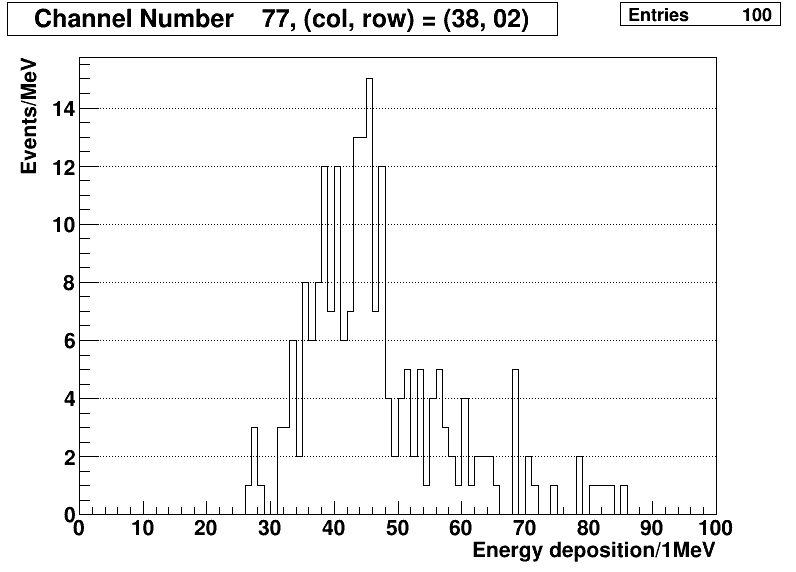 Channel Number 77, (col, row) = (38, 02)
Entries 100
Events/MeV
14
12
10
8
6
4
2
0
0 10 20 30 40 50 60 70 80 90 100
Energy deposition/1MeV